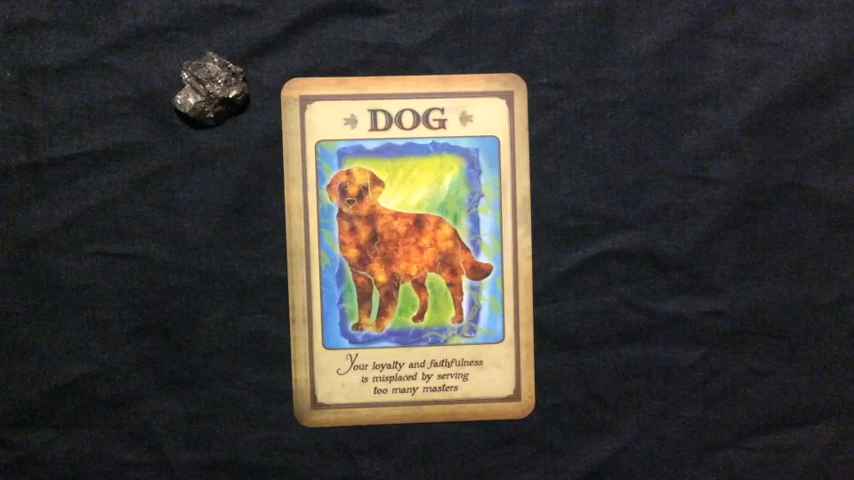 DOG
Your loyalty and faithfulness
is misplaced by serving
too many masters